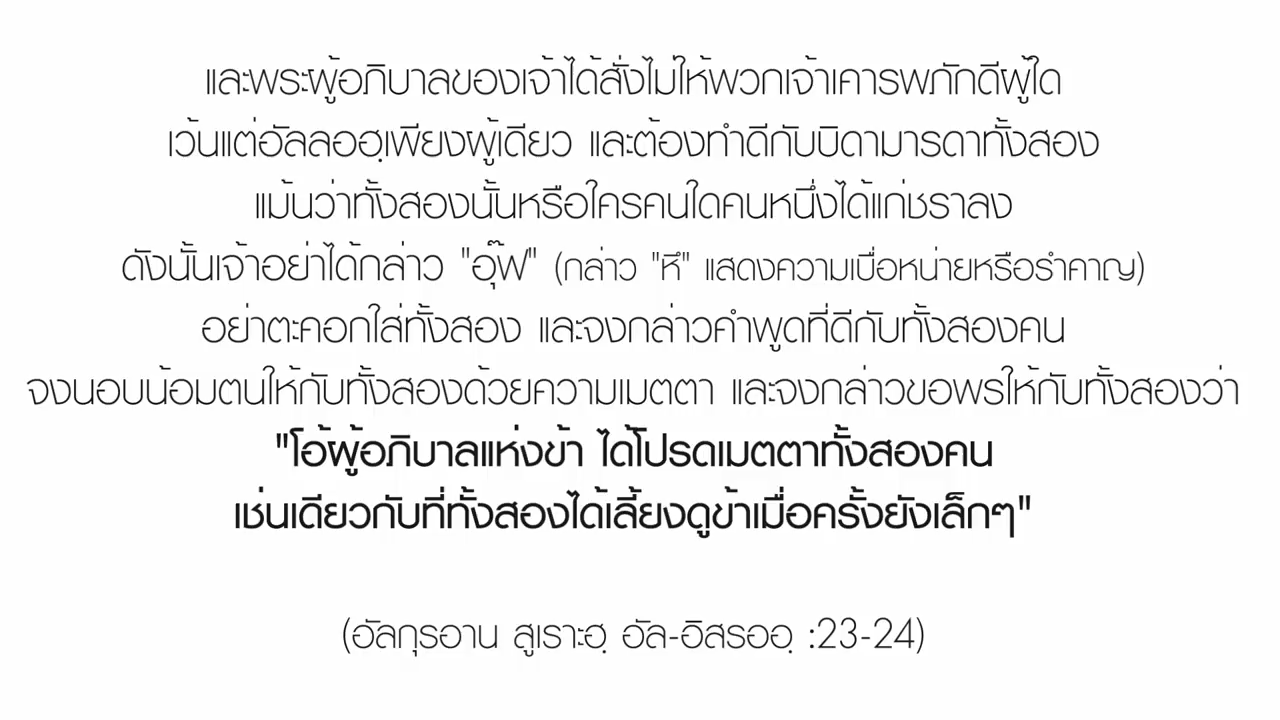 และพระผู้อภิบาลของเจ้าได้สั่งไม่ให้พวกเจ้าเคารพภักดีผู้ใด
เว้นแต่อัลลอฮฺเพียงผู้เดียว และต้องทำดีกับบิดามารดาทั้งสอง
แม้นว่าทั้งสองนั้นหรือใครคนใดคนหนึ่งได้แก่ชราลง
ดังนั้นเจ้าอย่าได้กล่าว "อุ๊ฟ" (กล่าว "หึ" แสดงความเบื่อหน่ายหรือรำคาญ)
อย่าตะคอกใส่ทั้งสอง และจงกล่าวคำพูดที่ดีกับทั้งสองคน
จงนอบน้อมตนให้กับทั้งสองด้วยความเมตตา และจงกล่าวขอพรให้กับทั้งสองว่า
"โอ้ผู้อภิบาลแห่งข้า ได้โปรดเมตตาทั้งสองคน
เช่นเดียวกับที่ทั้งสองได้เลี้ยงดูข้าเมื่อครั้งยังเล็กๆ"
(อัลกุรอาน สูเราะฮฺ อัล-อิสรออฺ :23-24)